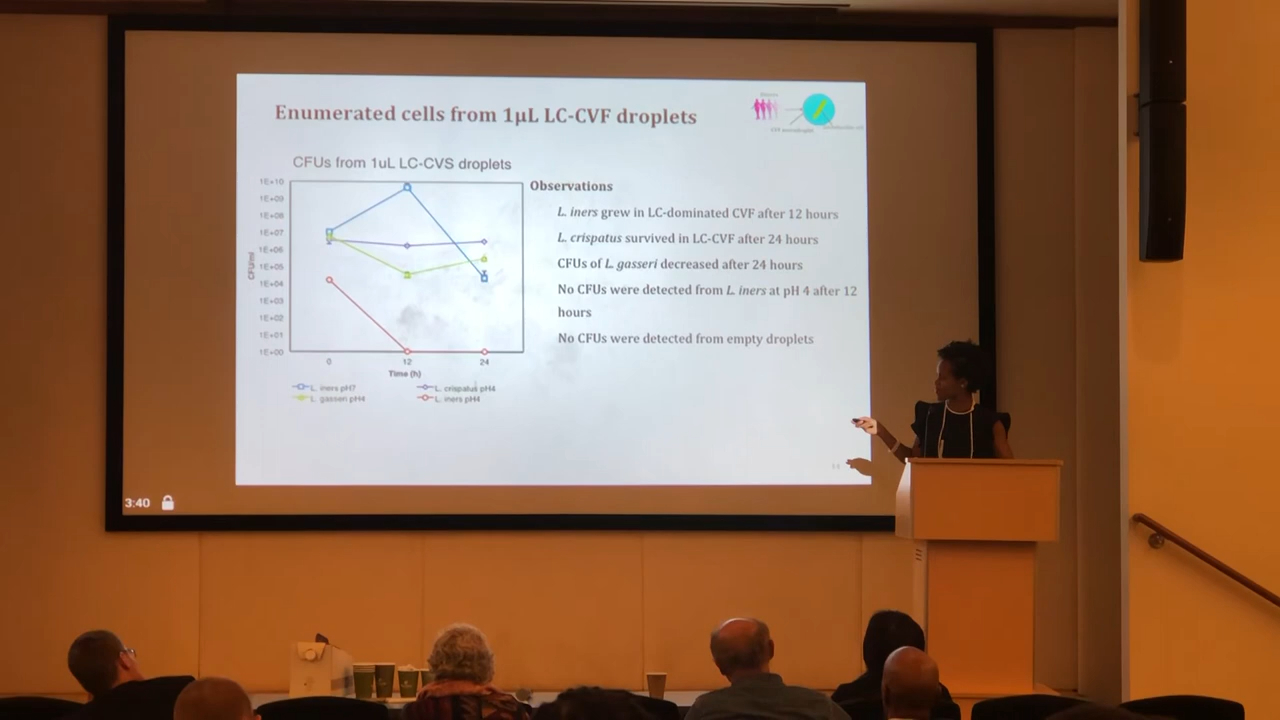 Enumerated cells from 1µL LC-CVF droplets
CFUs from 1uL LC-CVS droplets
1E+10
1E+09
1E+08
1E+07
1E+06
1E+05
1E+04
1E+03
1E+02
1E+01
1E+00
CFU/ml
0 12 24
Time (h)
L. iners pH7
L. crispatus pH4
L. gasseri pH4
L. iners pH4
Observations
L. iners grew in LC-dominated CVF after 12 hours
L. crispatus survived in LC-CVF after 24 hours
CFUs of L. gasseri decreased after 24 hours
No CFUs were detected from L. iners at pH 4 after 12
hours
No CFUs were detected from empty droplets
3:40